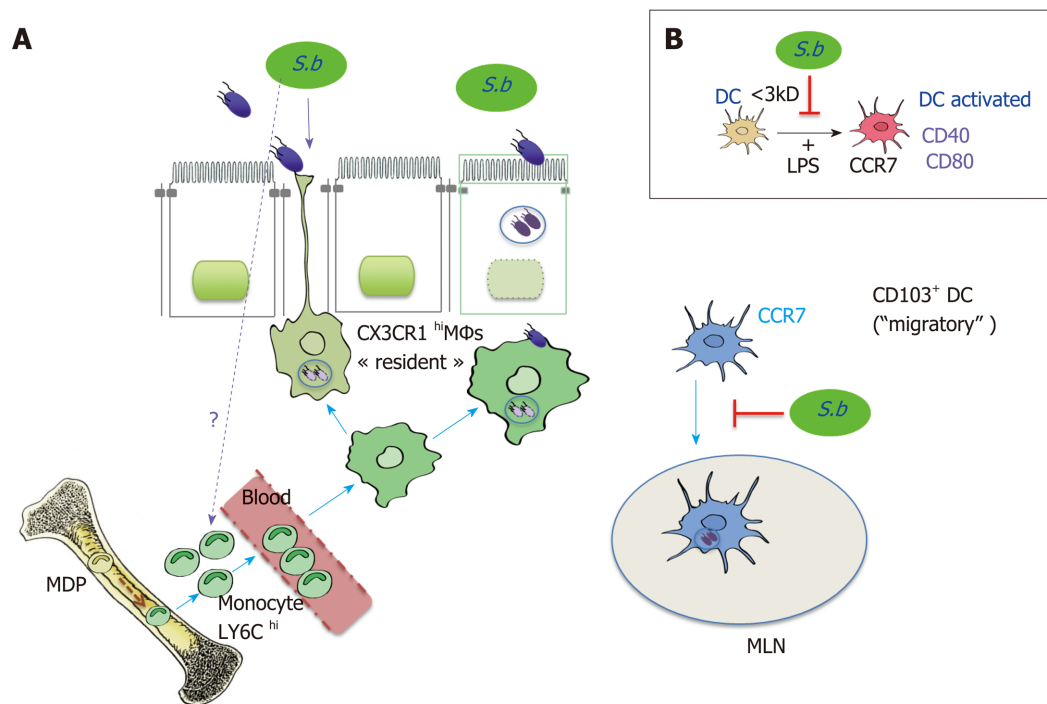 A
S.b
S.b
CX3CR1 hiMΦs
« resident »
?
Blood
MDP
Monocyte
LY6C hi
B
S.b
DC
<3kD
DC activated
+
LPS
CCR7
CD40
CD80
CCR7
CD103+ DC
(“migratory” )
S.b
MLN